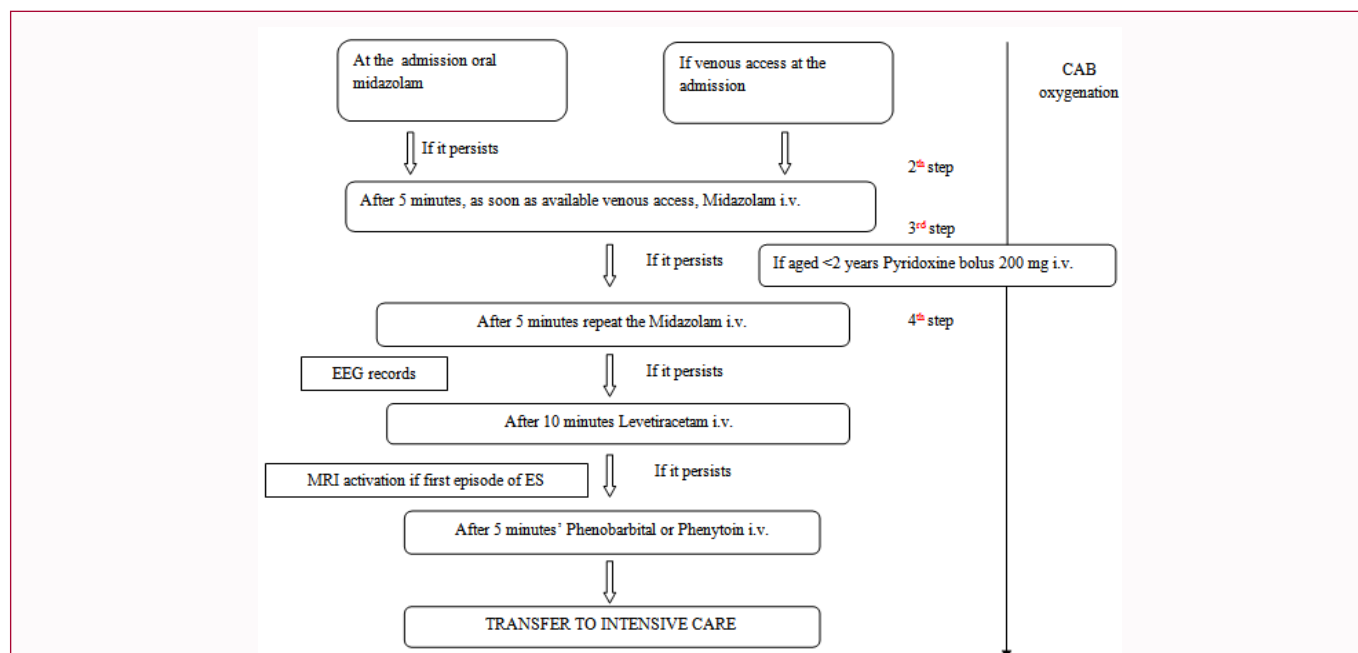 At the admission oral
midazolam
If venous access at the
admission
CAB
oxygenation
If it persists
2th step
After 5 minutes, as soon as available venous access, Midazolam i.v.
3rd step
If it persists
If aged <2 years Pyridoxine bolus 200 mg i.v.
After 5 minutes repeat the Midazolam i.v.
4th step
EEG records
If it persists
After 10 minutes Levetiracetam i.v.
MRI activation if first episode of ES
If it persists
After 5 minutes’ Phenobarbital or Phenytoin i.v.
TRANSFER TO INTENSIVE CARE